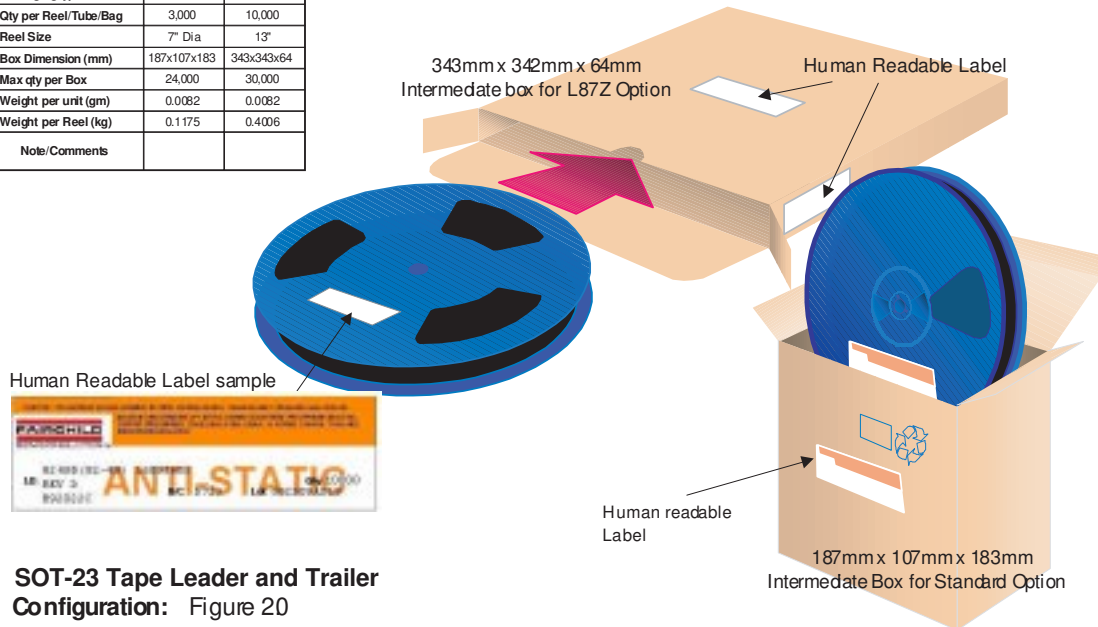 Qty per Reel/Tube/Bag 3,000 10,000
Reel Size 7" Dia 13"
Box Dimension (mm) 187x107x183 343x343x64
Max qty per Box 24,000 30,000
Weight per unit (gm) 0.0082 0.0082
Weight per Reel (kg) 0.1175 0.4006
Note/Comments
343mm x 342mm x 64mm
Intermediate box for L87Z Option
Human Readable Label
Human Readable Label sample
FAIRCHILD
ANTI-STATIC
Human readable
Label
187mm x 107mm x 183mm
Intermediate Box for Standard Option
SOT-23 Tape Leader and Trailer
Configuration: Figure 20